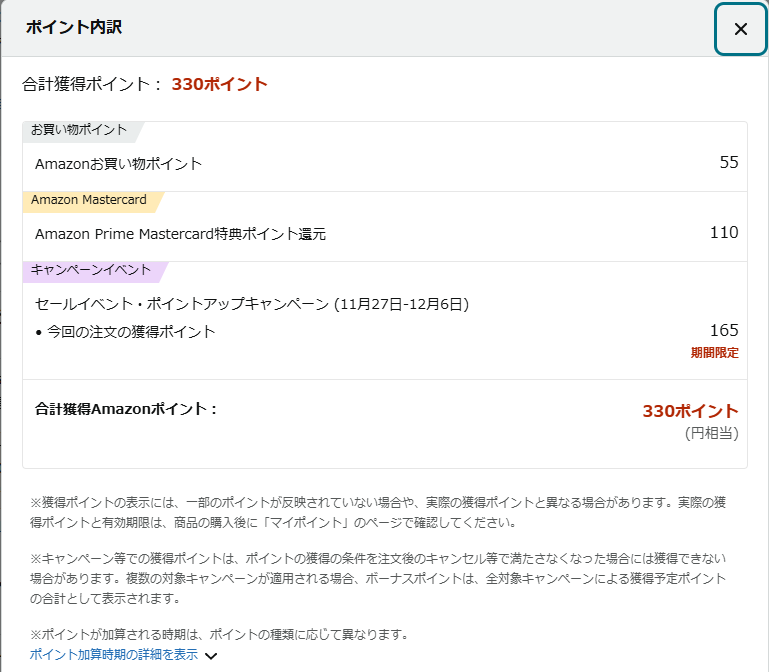 ポイント内訳
合計獲得ポイント： 330ポイント
お買い物ポイント
Amazonお買い物ポイント 55
Amazon Mastercard
Amazon Prime Mastercard特典ポイント還元 110
キャンペーンイベント
セールイベント・ポイントアップキャンペーン (11月27日-12月6日)
• 今回の注文の獲得ポイント 165
期間限定
合計獲得Amazonポイント： 330ポイント
(円相当)
※獲得ポイントの表示には、一部のポイントが反映されていない場合や、実際の獲得ポイントと異なる場合があります。実際の獲
得ポイントと有効期限は、商品の購入後に「マイポイント」のページで確認してください。
※キャンペーン等での獲得ポイントは、ポイントの獲得の条件を注文後のキャンセル等で満たさなくなった場合には獲得できない
場合があります。複数の対象キャンペーンが適用される場合、ボーナスポイントは、全対象キャンペーンによる獲得予定ポイント
の合計として表示されます。
※ポイントが加算される時期は、ポイントの種類に応じて異なります。
ポイント加算時期の詳細を表示